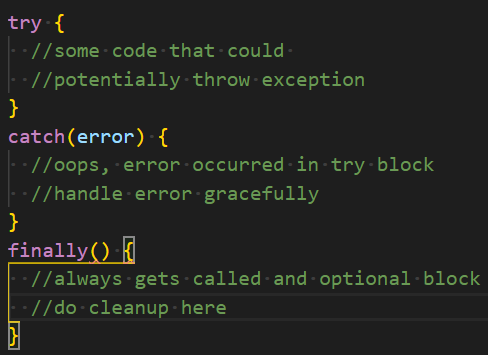 try {
//some code that could
//potentially throw exception
}
catch(error) {
//oops, error occurred in try block
//handle error gracefully
}
finally() {
//always gets called and optional block
//do cleanup here
}